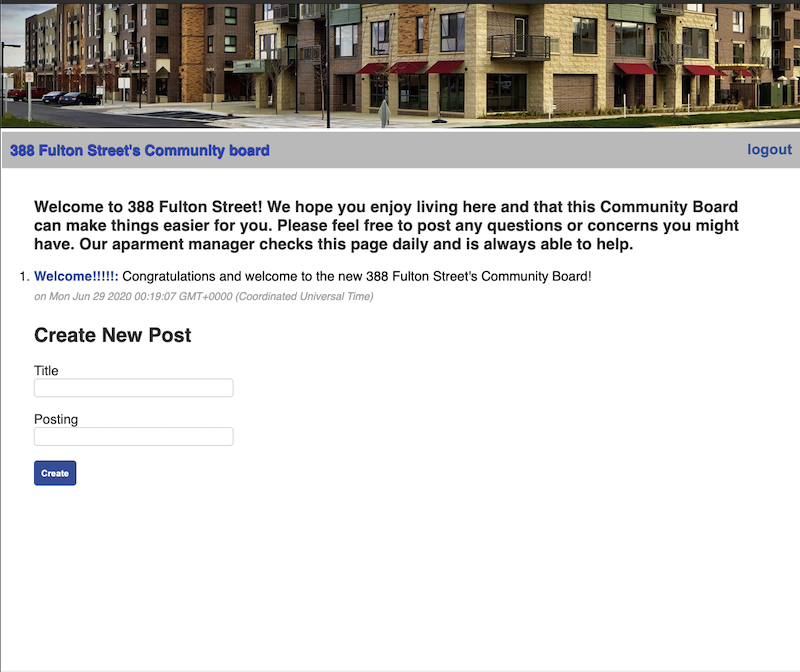 388 Fulton Street's Community board
logout
Welcome to 388 Fulton Street! We hope you enjoy living here and that this Community Board
can make things easier for you. Please feel free to post any questions or concerns you might
have. Our aparment manager checks this page daily and is always able to help.
1. Welcome!!!!!: Congratulations and welcome to the new 388 Fulton Street's Community Board!
on Mon Jun 29 2020 00:19:07 GMT+0000 (Coordinated Universal Time)
Create New Post
Title
Posting
Create